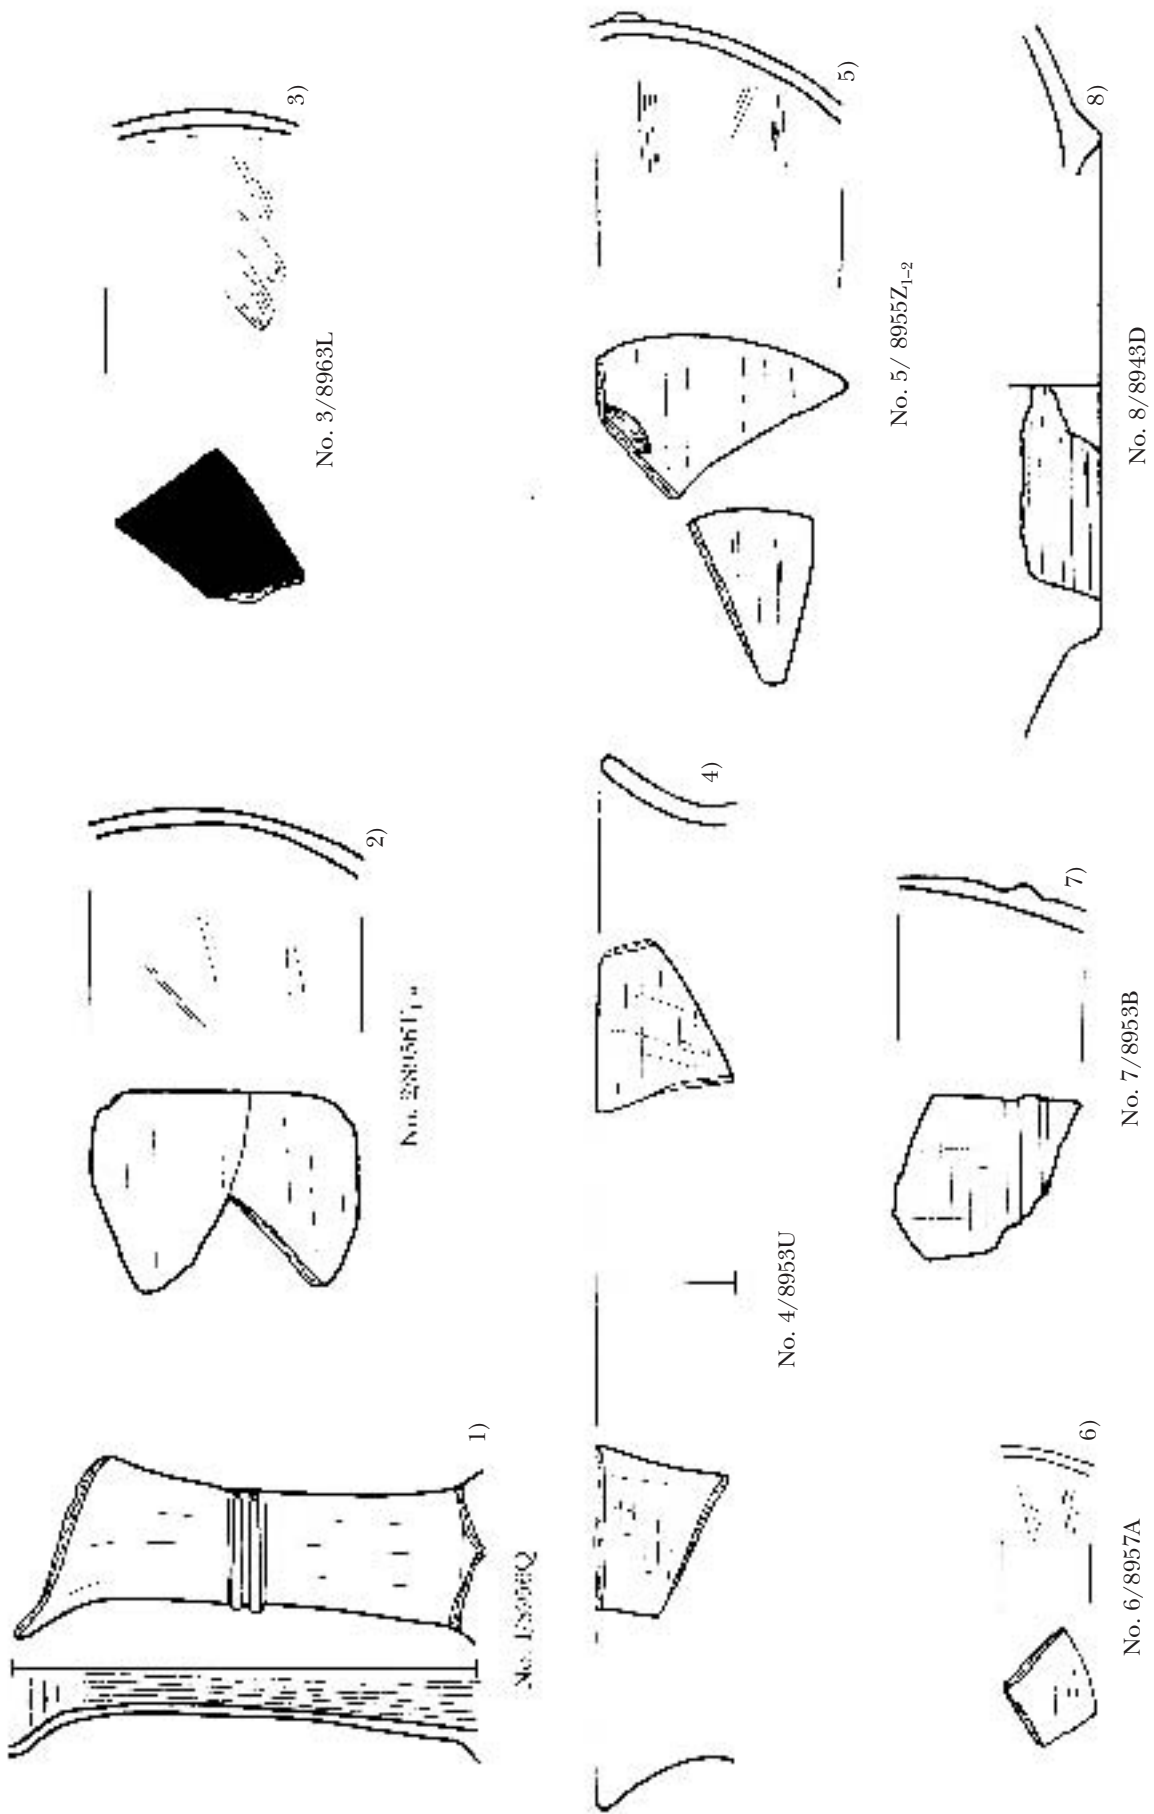 1)
2)
No. 3/8963L
3)
No. 4/8953U
4)
No. 5/ 8955Z₁₋₂
5)
No. 6/8957A
6)
No. 7/8953B
7)
No. 8/8943D
8)